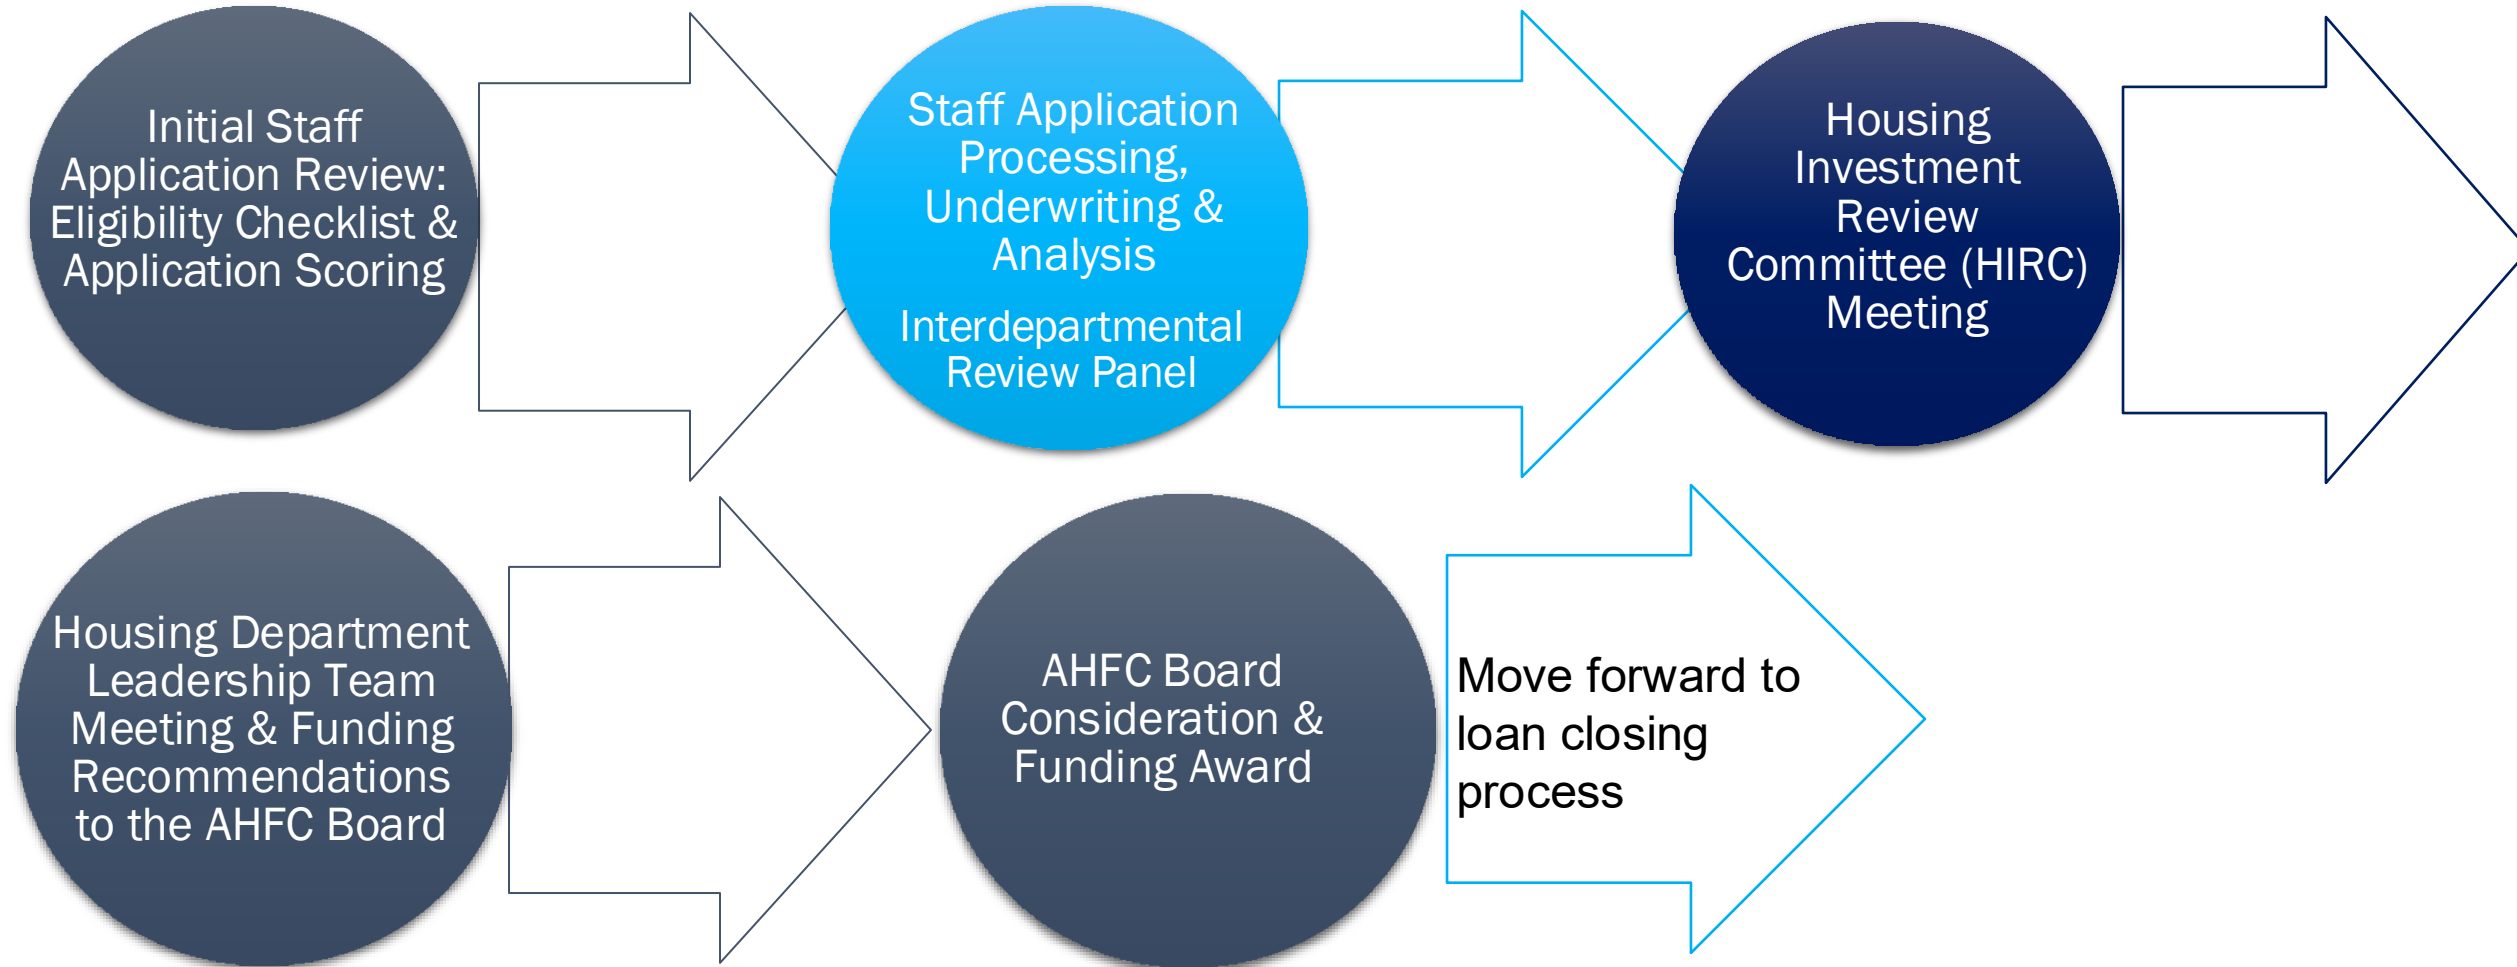 Initial Staff
Application Review:
Eligibility Checklist &
Application Scoring
Staff Application
Processing,
Underwriting &
Analysis
Interdepartmental
Review Panel
Housing
Investment
Review
Committee (HIRC)
Meeting
Housing Department
Leadership Team
Meeting & Funding
Recommendations
to the AHFC Board
AHFC Board
Consideration &
Funding Award
Move forward to
loan closing
process